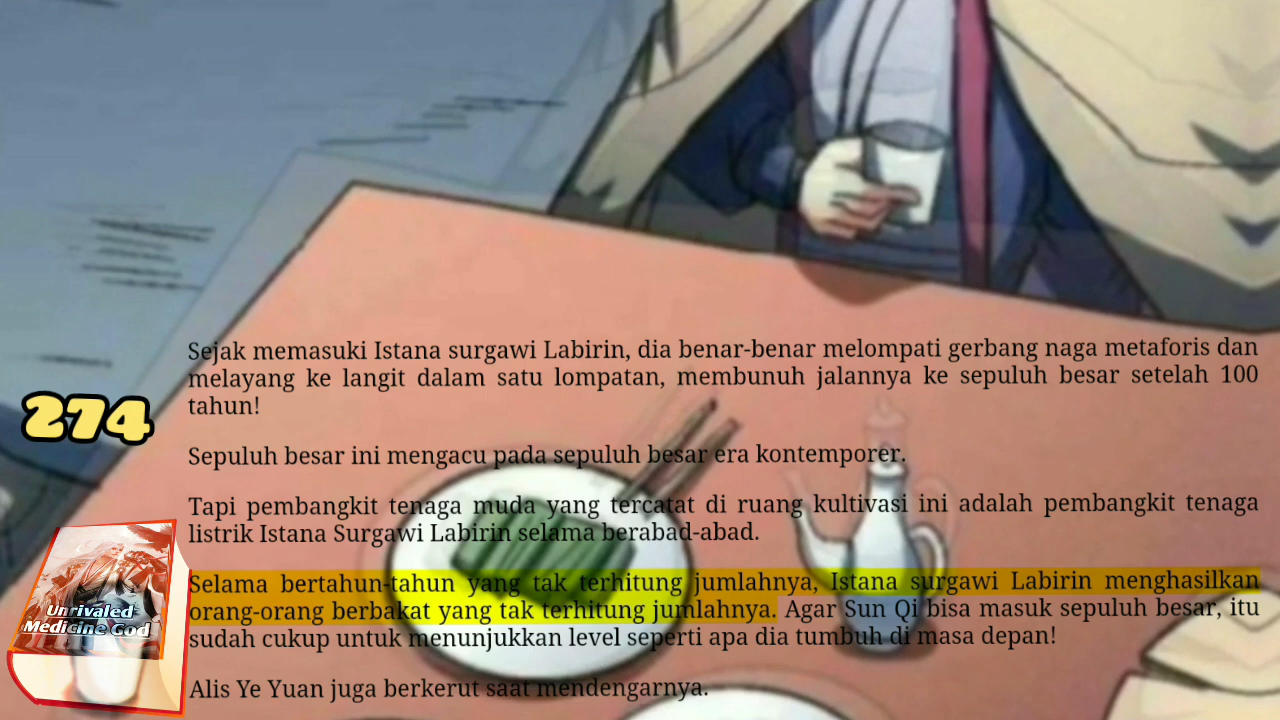 Sejak memasuki Istana surgawi Labirin, dia benar-benar melompati gerbang naga metaforis dan
melayang ke langit dalam satu lompatan, membunuh jalannya ke sepuluh besar setelah 100
tahun!
Sepuluh besar ini mengacu pada sepuluh besar era kontemporer.
Tapi pembangkit tenaga muda yang tercatat di ruang kultivasi ini adalah pembangkit tenaga
listrik Istana Surgawi Labirin selama berabad-abad.
Selama bertahun-tahun yang tak terhitung jumlahnya, Istana surgawi Labirin menghasilkan
orang-orang berbakat yang tak terhitung jumlahnya. Agar Sun Qi bisa masuk sepuluh besar, itu
sudah cukup untuk menunjukkan level seperti apa dia tumbuh di masa depan!
Alis Ye Yuan juga berkerut saat mendengarnya.
274
Unrivaled
Medicine God